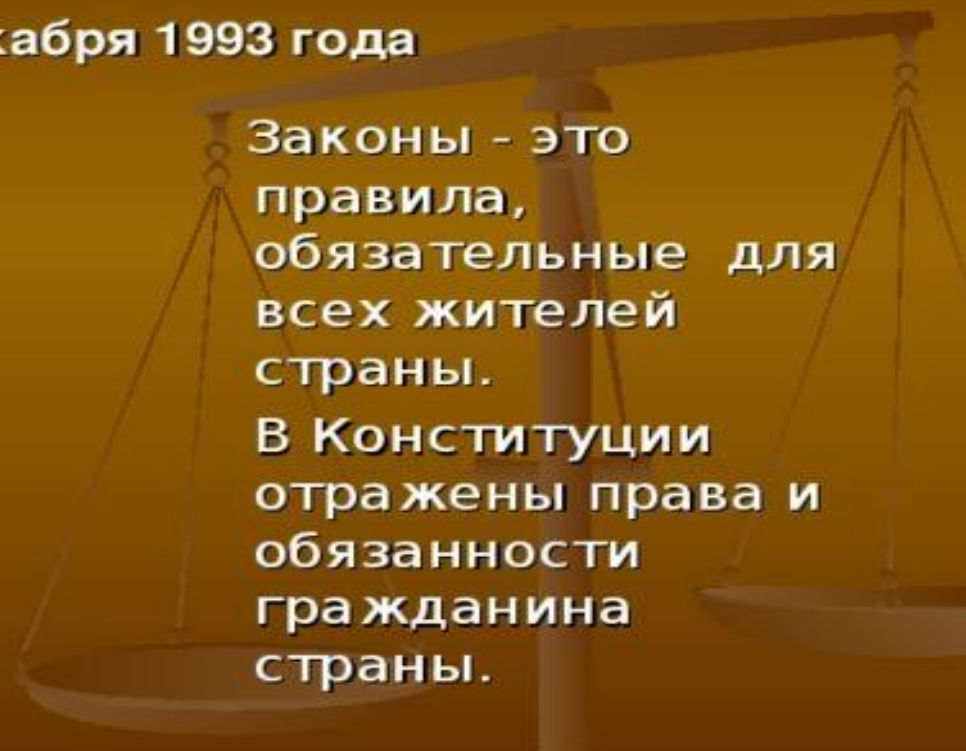 кабря 1993 года
Законы - это
правила,
обязательные для
всех жителей
страны.
В Конституции
отражены права и
обязанности
гражданина
страны.